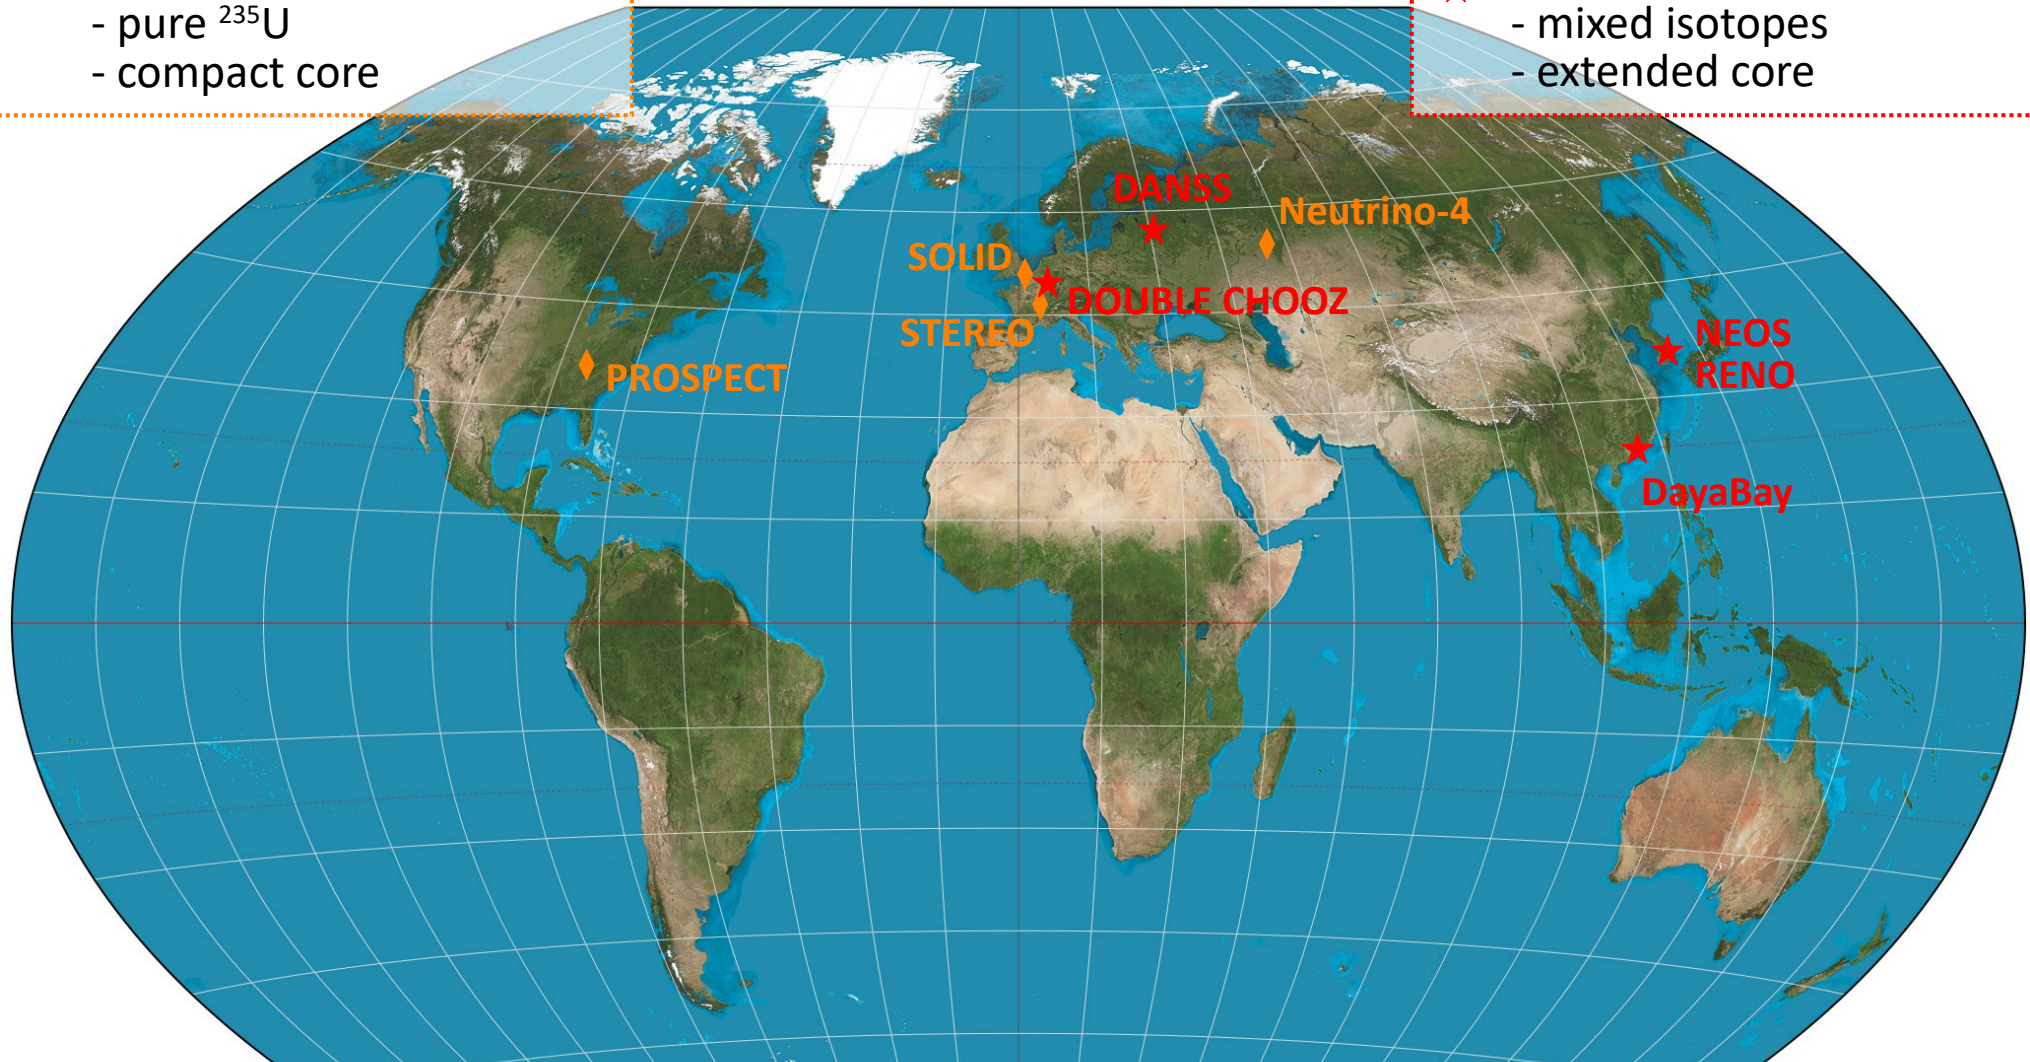 - pure ²³⁵U
- compact core
- mixed isotopes
- extended core
DANSS
Neutrino-4
SOLID
DOUBLE CHOOZ
STEREO
NEOS
RENO
PROSPECT
DayaBay